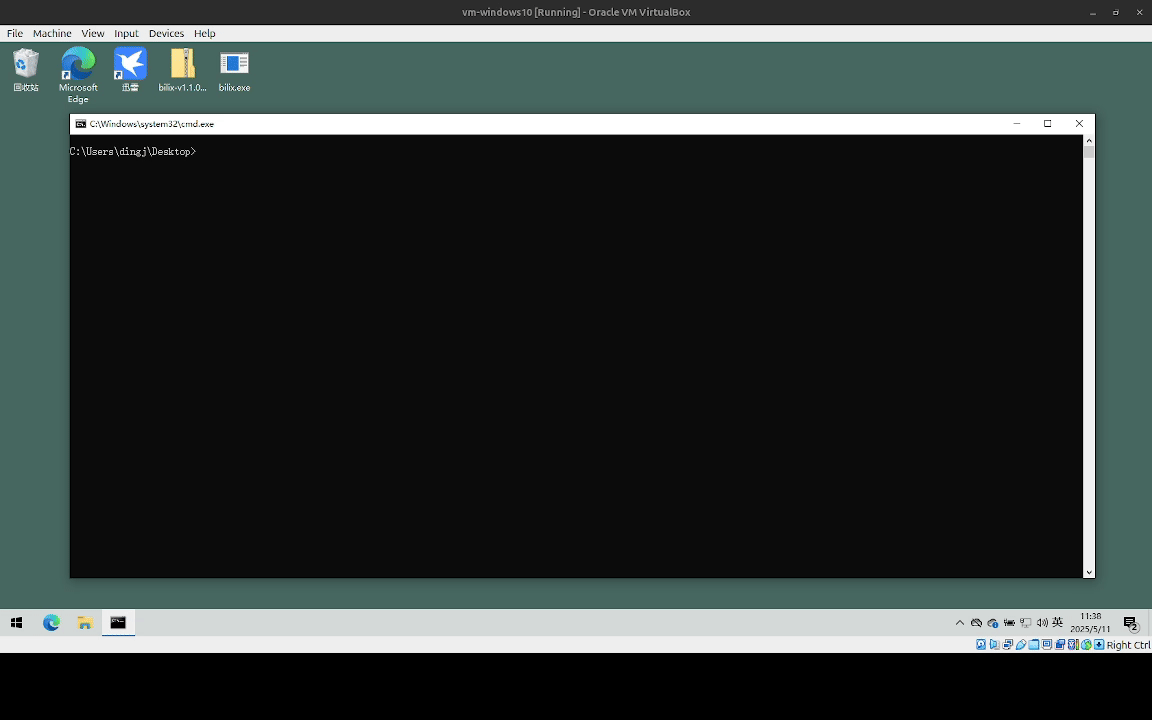 vm-windows10 [Running] - Oracle VM VirtualBox
File Machine View Input Devices Help
回收站
Microsoft Edge
迅雷
bilix-v1.1.0...
bilix.exe
C:\Windows\system32\cmd.exe
C:\Users\dingj\Desktop>
英
11:38
2025/5/11
2
Right Ctrl